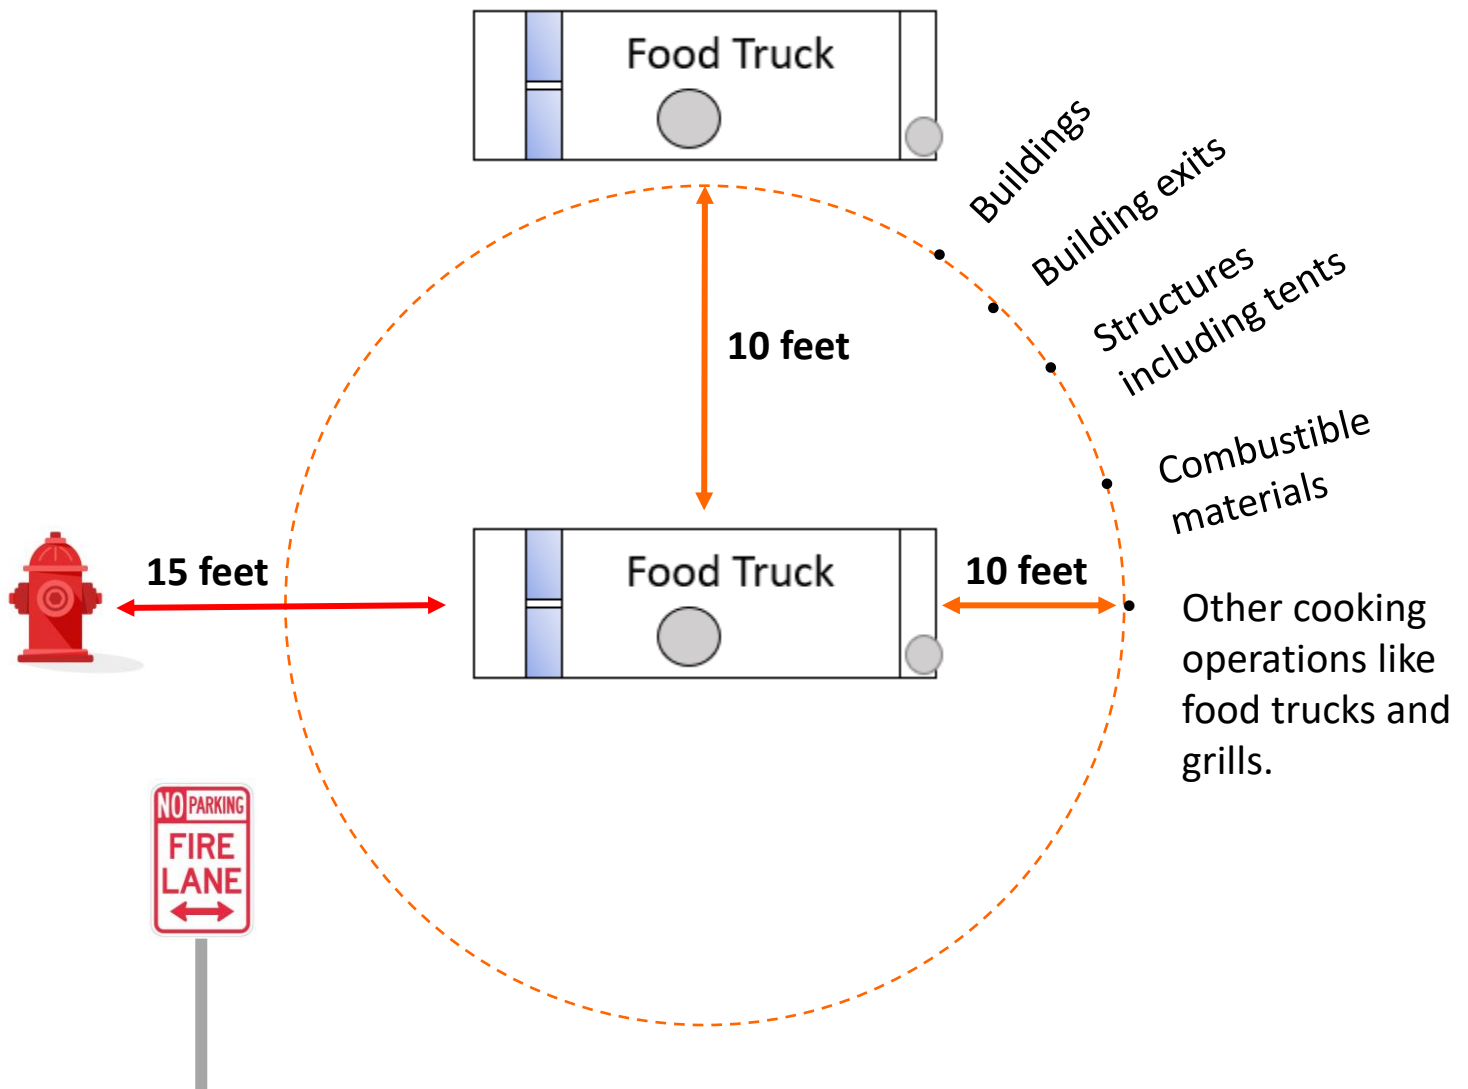 Food Truck
Buildings
Building exits
Structures
including tents
10 feet
Combustible
materials
15 feet
Food Truck
10 feet
Other cooking
operations like
food trucks and
grills.
NO PARKING
FIRE
LANE